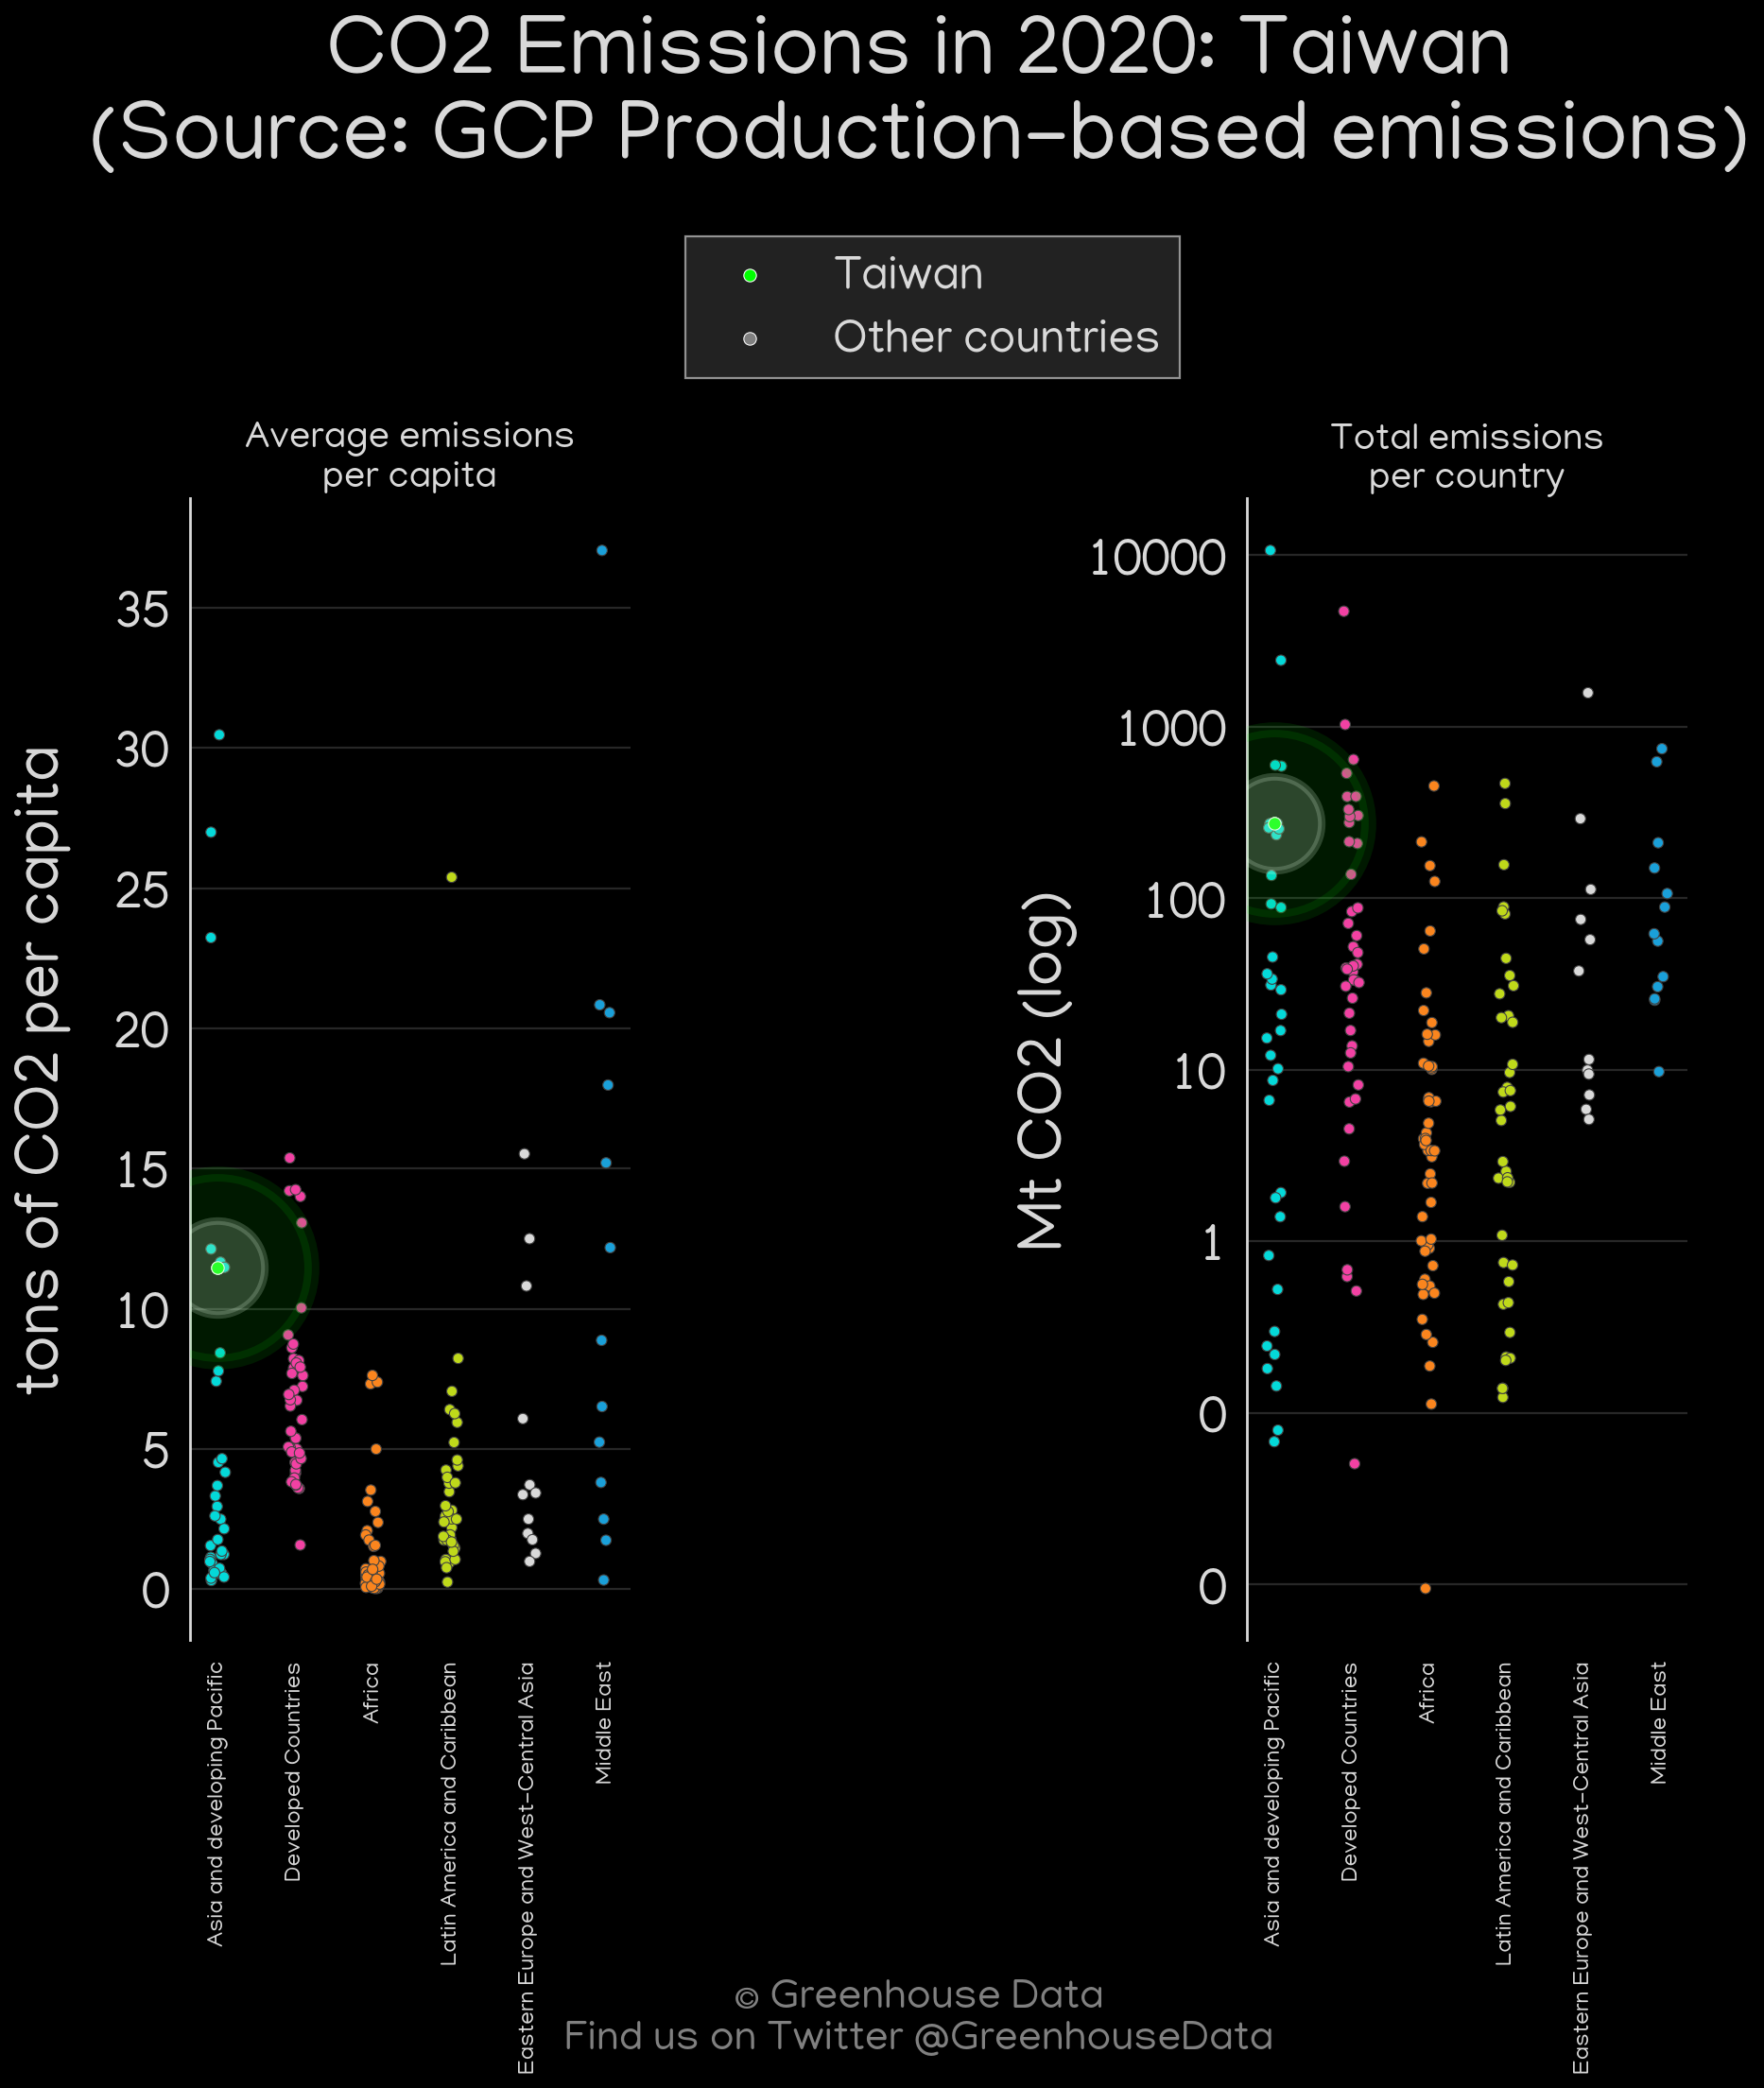 CO2 Emissions in 2020: Taiwan
(Source: GCP Production-based emissions)
Taiwan
Other countries
Average emissions
per capita
tons of CO2 per capita
35
30
25
20
15
10
5
0
Asia and developing Pacific
Developed Countries
Africa
Latin America and Caribbean
Eastern Europe and West-Central Asia
Middle East
Total emissions
per country
Mt CO2 (log)
10000
1000
100
10
1
0
0
Asia and developing Pacific
Developed Countries
Africa
Latin America and Caribbean
Eastern Europe and West-Central Asia
Middle East
© Greenhouse Data
Find us on Twitter @GreenhouseData